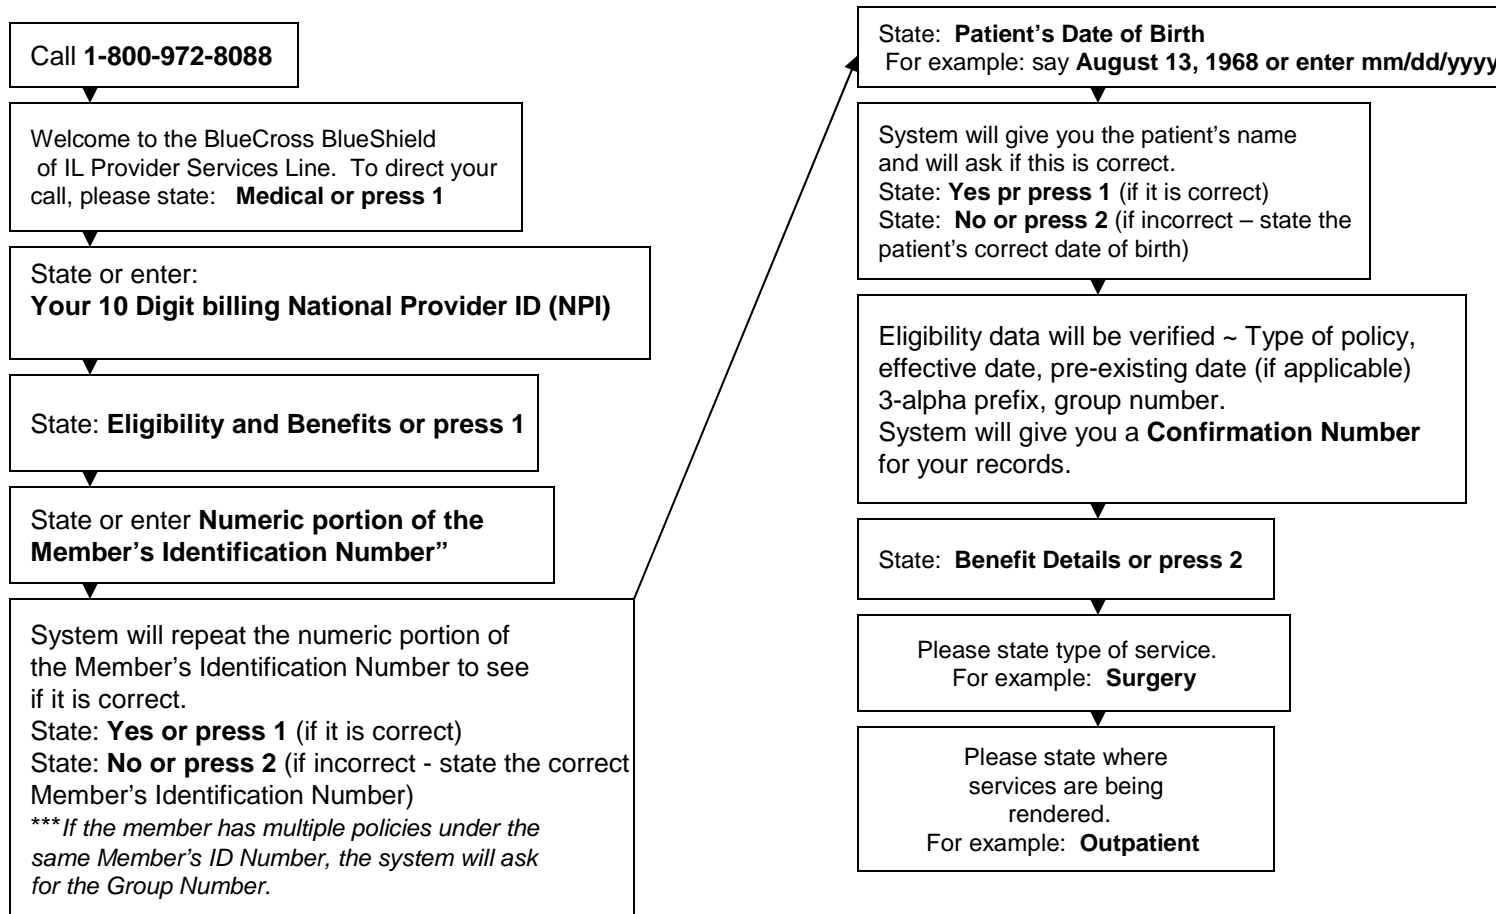 Call 1-800-972-8088
Welcome to the BlueCross BlueShield
of IL Provider Services Line. To direct your
call, please state: Medical or press 1
State or enter:
Your 10 Digit billing National Provider ID (NPI)
State: Eligibility and Benefits or press 1
State or enter Numeric portion of the
Member’s Identification Number”
System will repeat the numeric portion of
the Member’s Identification Number to see
if it is correct.
State: Yes or press 1 (if it is correct)
State: No or press 2 (if incorrect - state the correct
Member’s Identification Number)
***If the member has multiple policies under the
same Member’s ID Number, the system will ask
for the Group Number.
State: Patient’s Date of Birth
For example: say August 13, 1968 or enter mm/dd/yyyy
System will give you the patient’s name
and will ask if this is correct.
State: Yes pr press 1 (if it is correct)
State: No or press 2 (if incorrect – state the
patient’s correct date of birth)
Eligibility data will be verified ~ Type of policy,
effective date, pre-existing date (if applicable)
3-alpha prefix, group number.
System will give you a Confirmation Number
for your records.
State: Benefit Details or press 2
Please state type of service.
For example: Surgery
Please state where
services are being
rendered.
For example: Outpatient